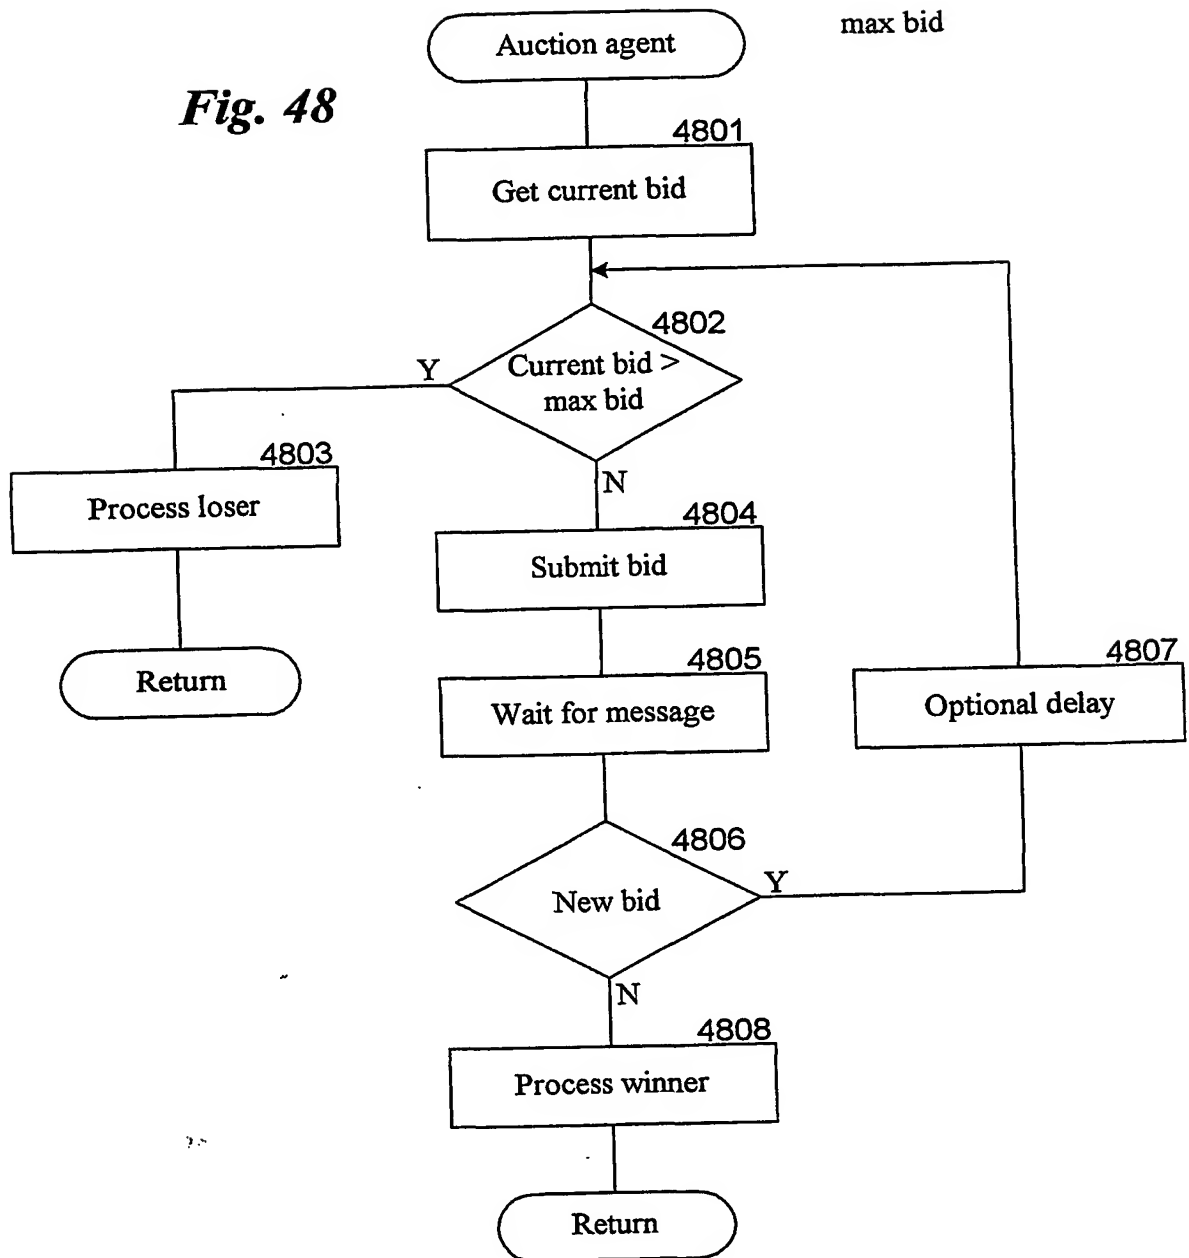 Auction agent
max bid
Fig. 48
4801
Get current bid
4802
Current bid >
max bid
Y
N
4803
Process loser
Return
4804
Submit bid
4805
Wait for message
4807
Optional delay
4806
New bid
Y
N
4808
Process winner
Return